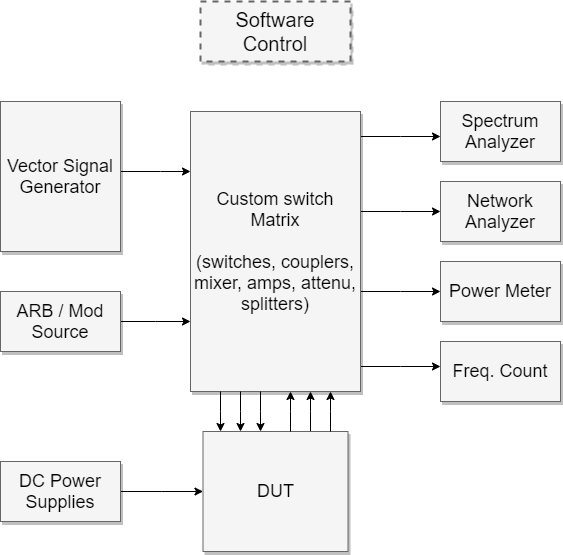 Software
Control
Vector Signal
Generator
Custom switch
Matrix
(switches, couplers,
mixer, amps, attenu,
splitters)
Spectrum
Analyzer
Network
Analyzer
Power Meter
Freq. Count
ARB / Mod
Source
DC Power
Supplies
DUT